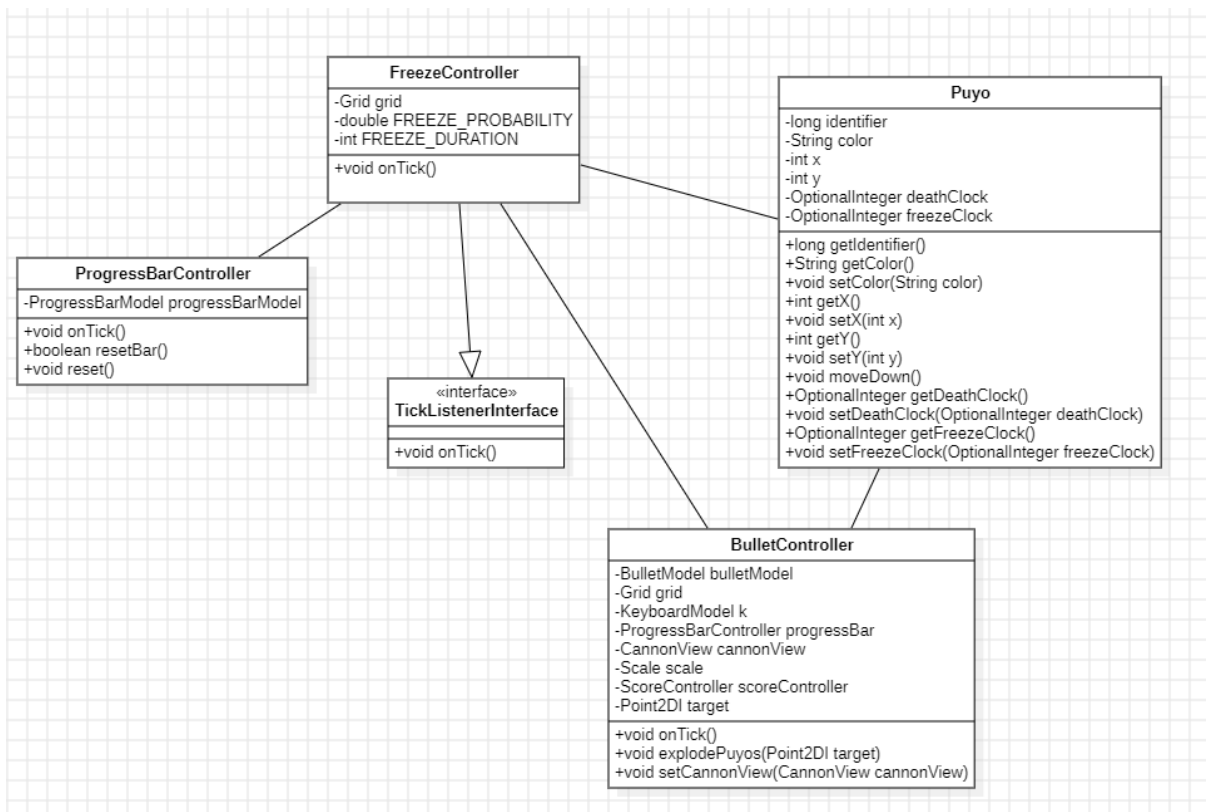 FreezeController
-Grid grid
-double FREEZE_PROBABILITY
-int FREEZE_DURATION
+void onTick()
Puyo
-long identifier
-String color
-int x
-int y
-OptionalInteger deathClock
-OptionalInteger freezeClock
+long getIdentifier()
+String getColor()
+void setColor(String color)
+int getX()
+void setX(int x)
+int getY()
+void setY(int y)
+void moveDown()
+OptionalInteger getDeathClock()
+void setDeathClock(OptionalInteger deathClock)
+OptionalInteger getFreezeClock()
+void setFreezeClock(OptionalInteger freezeClock)
ProgressBarController
-ProgressBarModel progressBarModel
+void onTick()
+boolean resetBar()
+void reset()
«interface»
TickListenerInterface
+void onTick()
BulletController
-BulletModel bulletModel
-Grid grid
-KeyboardModel k
-ProgressBarController progressBar
-CannonView cannonView
-Scale scale
-ScoreController scoreController
-Point2DI target
+void onTick()
+void explodePuyos(Point2DI target)
+void setCannonView(CannonView cannonView)